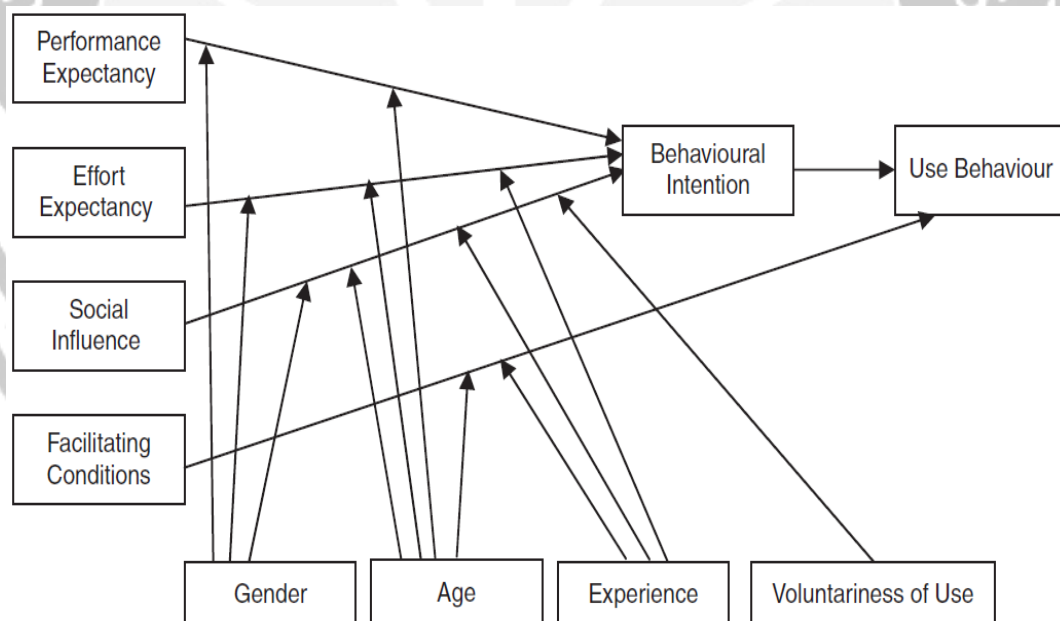 Performance
Expectancy
Effort
Expectancy
Social
Influence
Facilitating
Conditions
Behavioural
Intention
Use Behaviour
Gender
Age
Experience
Voluntariness of Use